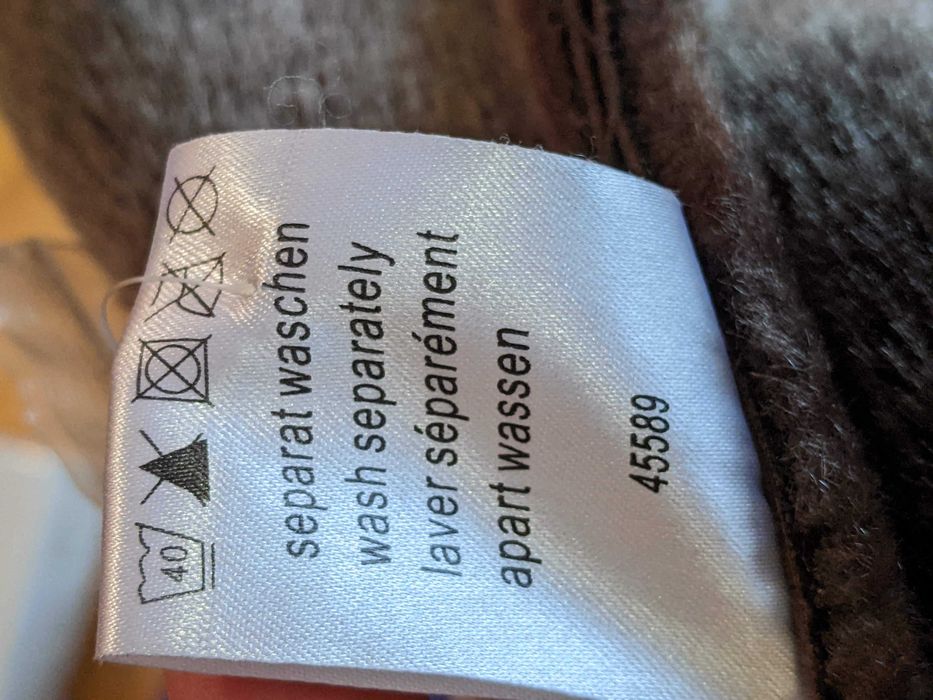 40
separat waschen
wash separately
laver séparément
apart wassen
45589